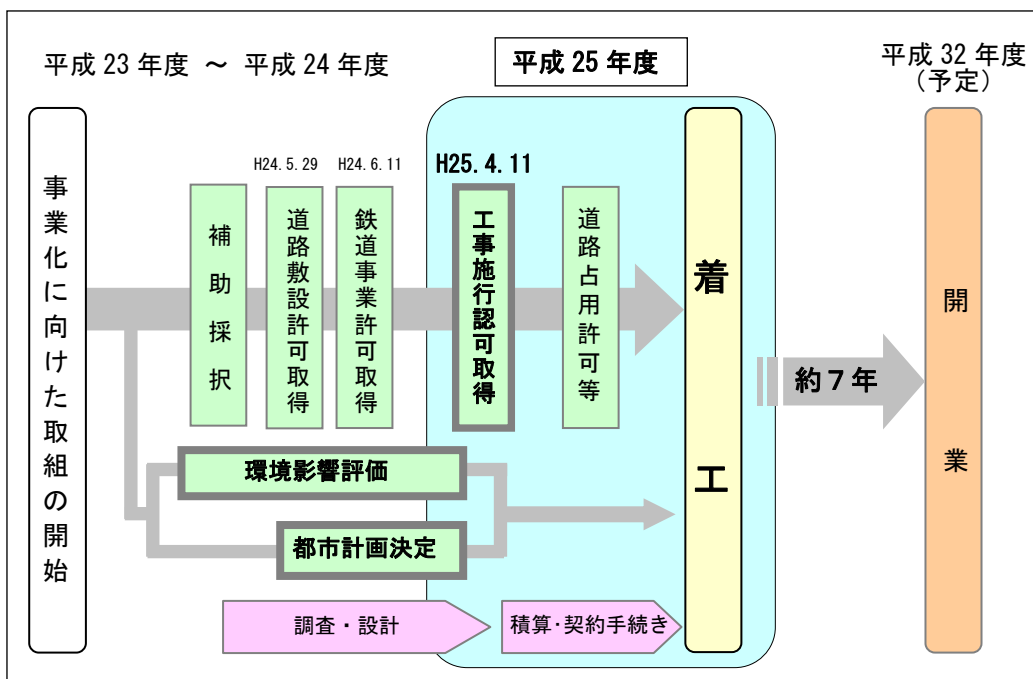 平成 23 年度 ～ 平成 24 年度
平成 25 年度
平成 32 年度
（予定）
事業化に向けた取組の開始
補助採択
H24.5.29
道路敷設許可取得
H24.6.11
鉄道事業許可取得
H25.4.11
工事施行認可取得
道路占用許可等
着工
約７年
開業
環境影響評価
都市計画決定
調査・設計
積算・契約手続き